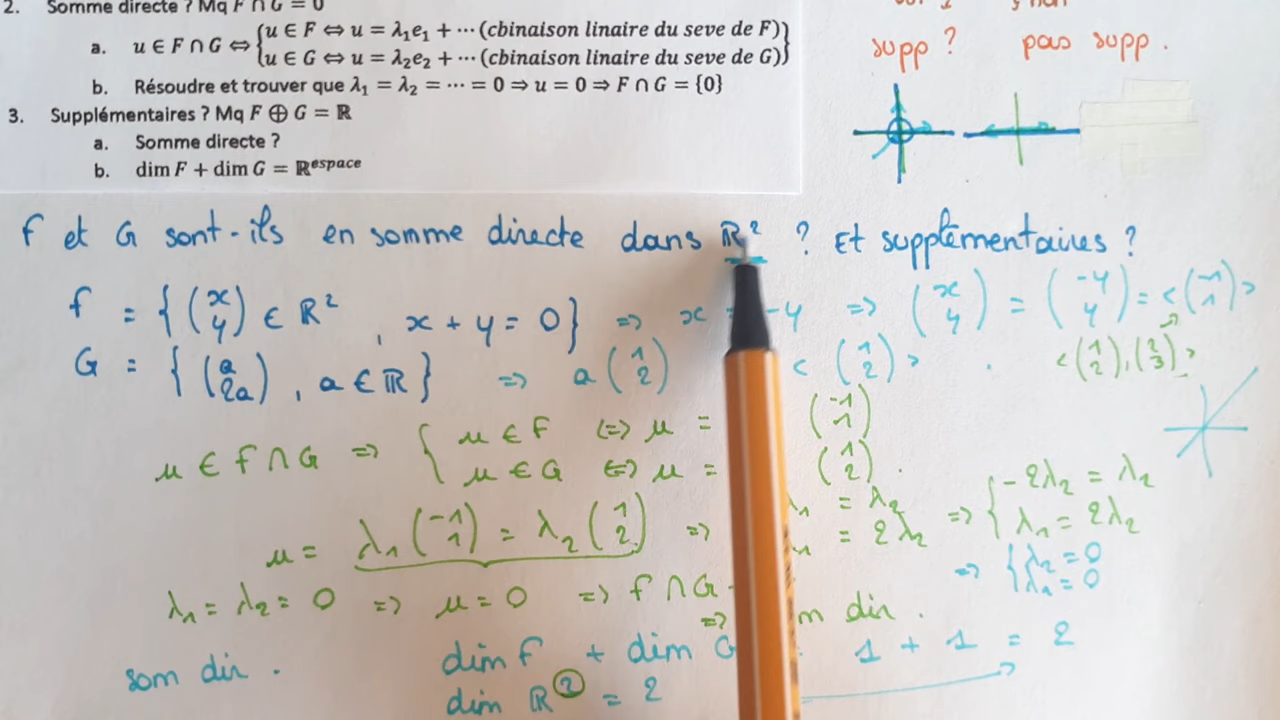 2. Somme directe ? Mq F ∩ G = 0
a. u ∈ F ∩ G ⇔ {u ∈ F ⇔ u = λ₁e₁ + ⋯ (cbinaison linaire du seve de F)}
{u ∈ G ⇔ u = λ₂e₂ + ⋯ (cbinaison linaire du seve de G)}
b. Résoudre et trouver que λ₁ = λ₂ = ⋯ = 0 ⇒ u = 0 ⇒ F ∩ G = {0}
3. Supplémentaires ? Mq F ⊕ G = ℝ
a. Somme directe ?
b. dim F + dim G = ℝᵉˢᵖᵃᶜᵉ
supp ? pas supp .
F et G sont-ils en somme directe dans ℝ² ? Et supplémentaires ?
F = {(x y) ∈ ℝ² , x + y = 0} ⇒ x = -y ⇒ (x y) = (-y y) = <(-1 1)>
G = {(a 2a) , a ∈ ℝ} ⇒ a (1 2) < (1 2) > . <(1 2), (2 3)>
u ∈ F ∩ G ⇒ { u ∈ F ⇔ u = (-1 1)
u ∈ G ⇔ u = (1 2) .
u = λ₁(-1 1) = λ₂(1 2) ⇒ λ₁ = λ₂ ⇒ { -2λ₂ = λ₂
= 2λ₂ λ₁ = 2λ₂
⇒ { λ₂ = 0
λ₁ = 0
λ₁ = λ₂ = 0 ⇒ u = 0 ⇒ F ∩ G
⇒ dir .
som dir . dim F + dim G 1 + 1 = 2
dim ℝ² = 2